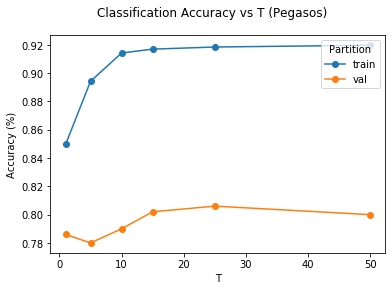 Classification Accuracy vs T (Pegasos)
Accuracy (%)
0.92
0.90
0.88
0.86
0.84
0.82
0.80
0.78
Partition
train
val
0 10 20 30 40 50
T